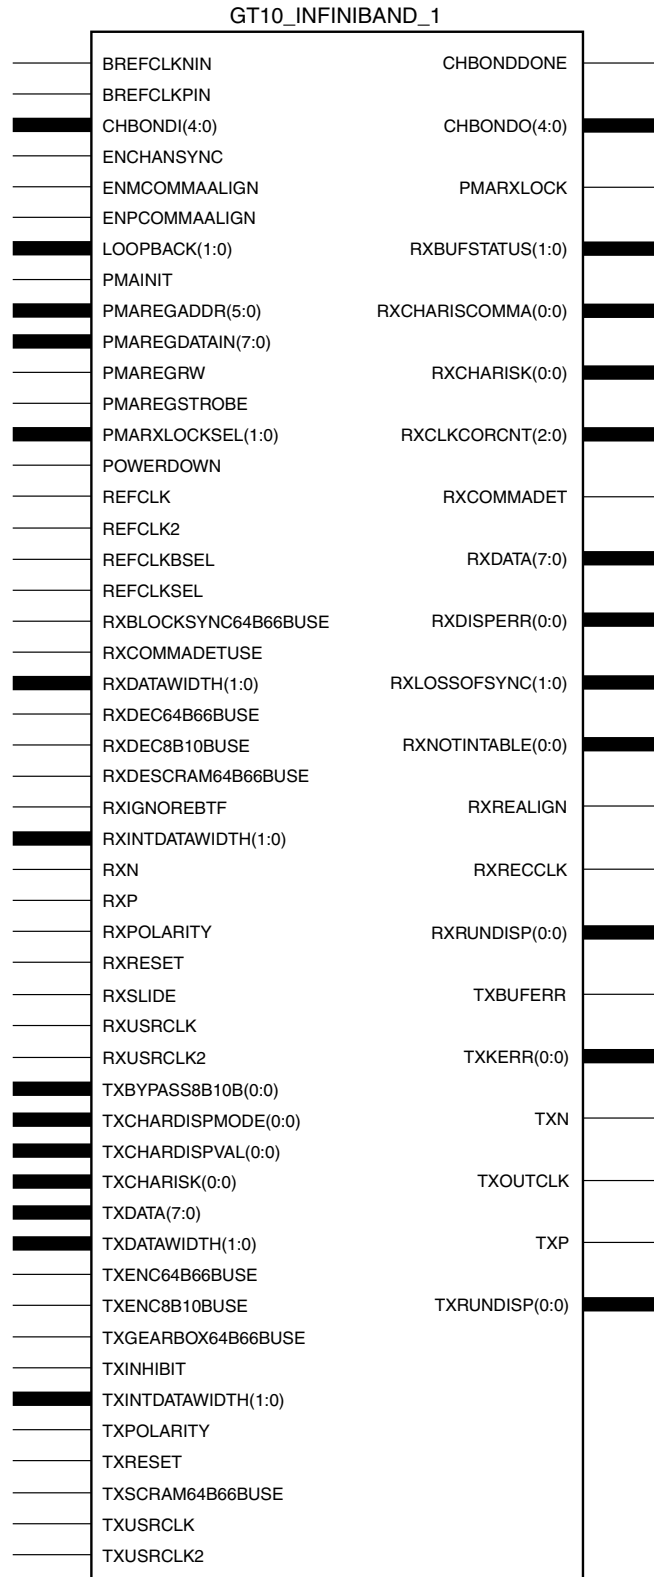 GT10_INFINIBAND_1
BREFCLKNIN CHBONDDONE
BREFCLKPIN
CHBONDI(4:0) CHBONDO(4:0)
ENCHANSYNC
ENMCOMMAALIGN PMARXLOCK
ENPCOMMAALIGN
LOOPBACK(1:0) RXBUFSTATUS(1:0)
PMAINIT
PMAREGADDR(5:0) RXCHARISCOMMA(0:0)
PMAREGDATAIN(7:0)
PMAREGRW RXCHARISK(0:0)
PMAREGSTROBE
PMARXLOCKSEL(1:0) RXCLKCORCNT(2:0)
POWERDOWN
REFCLK RXCOMMADET
REFCLK2
REFCLKBSEL RXDATA(7:0)
REFCLKSEL
RXBLOCKSYNC64B66BUSE RXDISPERR(0:0)
RXCOMMADETUSE
RXDATAWIDTH(1:0) RXLOSSOFSYNC(1:0)
RXDEC64B66BUSE
RXDEC8B10BUSE RXNOTINTABLE(0:0)
RXDESCRAM64B66BUSE
RXIGNOREBTF RXREALIGN
RXINTDATAWIDTH(1:0)
RXN RXRECCLK
RXP
RXPOLARITY RXRUNDISP(0:0)
RXRESET
RXSLIDE TXBUFERR
RXUSRCLK
RXUSRCLK2 TXKERR(0:0)
TXBYPASS8B10B(0:0)
TXCHARDISPMODE(0:0) TXN
TXCHARDISPVAL(0:0)
TXCHARISK(0:0) TXOUTCLK
TXDATA(7:0)
TXDATAWIDTH(1:0) TXP
TXENC64B66BUSE
TXENC8B10BUSE TXRUNDISP(0:0)
TXGEARBOX64B66BUSE
TXINHIBIT
TXINTDATAWIDTH(1:0)
TXPOLARITY
TXRESET
TXSCRAM64B66BUSE
TXUSRCLK
TXUSRCLK2